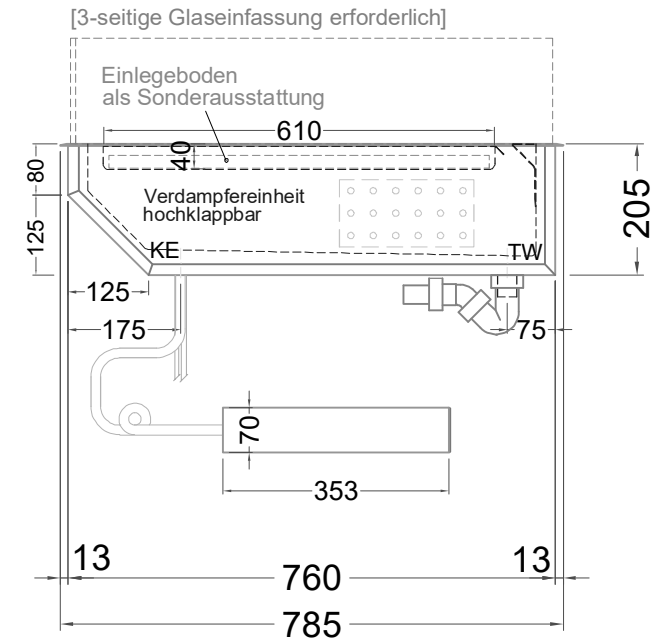 [3-seitige Glaseinfassung erforderlich]
Einlegeboden
als Sonderausstattung
610
40
80
Verdampfereinheit
hochklappbar
205
125
KE
TW
125
175
75
70
353
13
760
13
785